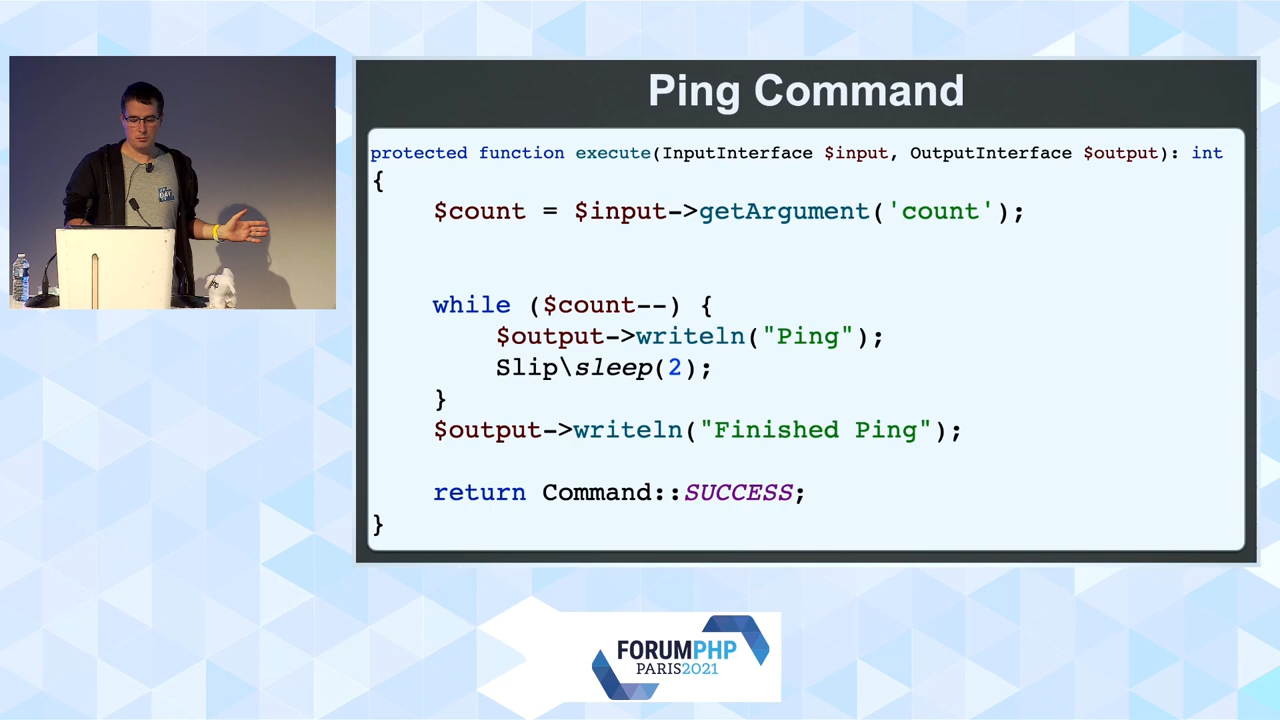 Ping Command
protected function execute(InputInterface $input, OutputInterface $output): int
{
$count = $input->getArgument('count');
while ($count--) {
$output->writeln("Ping");
Slip\sleep(2);
}
$output->writeln("Finished Ping");
return Command::SUCCESS;
}
FORUMPHP
PARIS2021